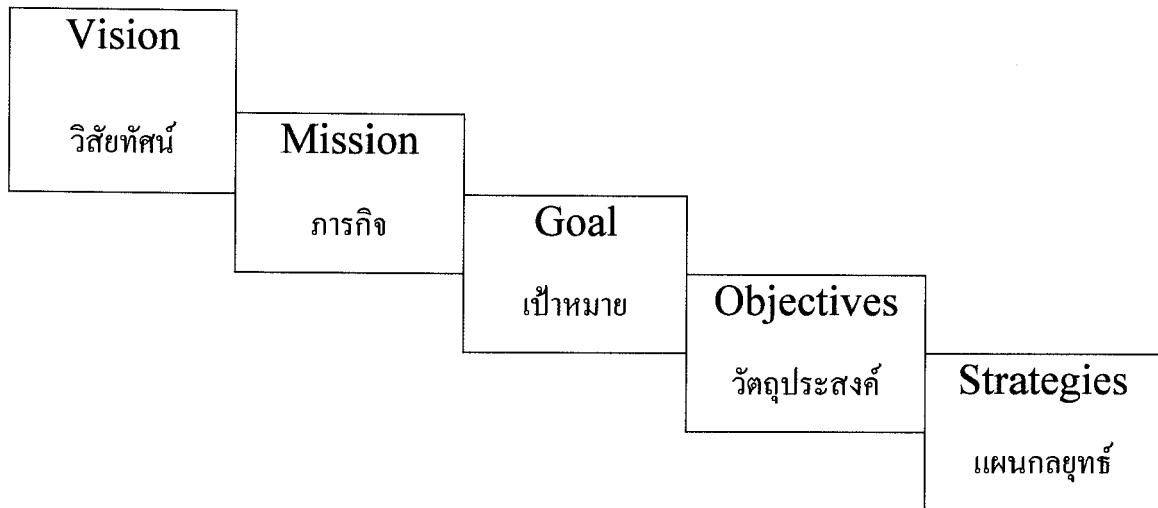 Vision
วิสัยทัศน์
Mission
ภารกิจ
Goal
เป้าหมาย
Objectives
วัตถุประสงค์
Strategies
แผนกลยุทธ์